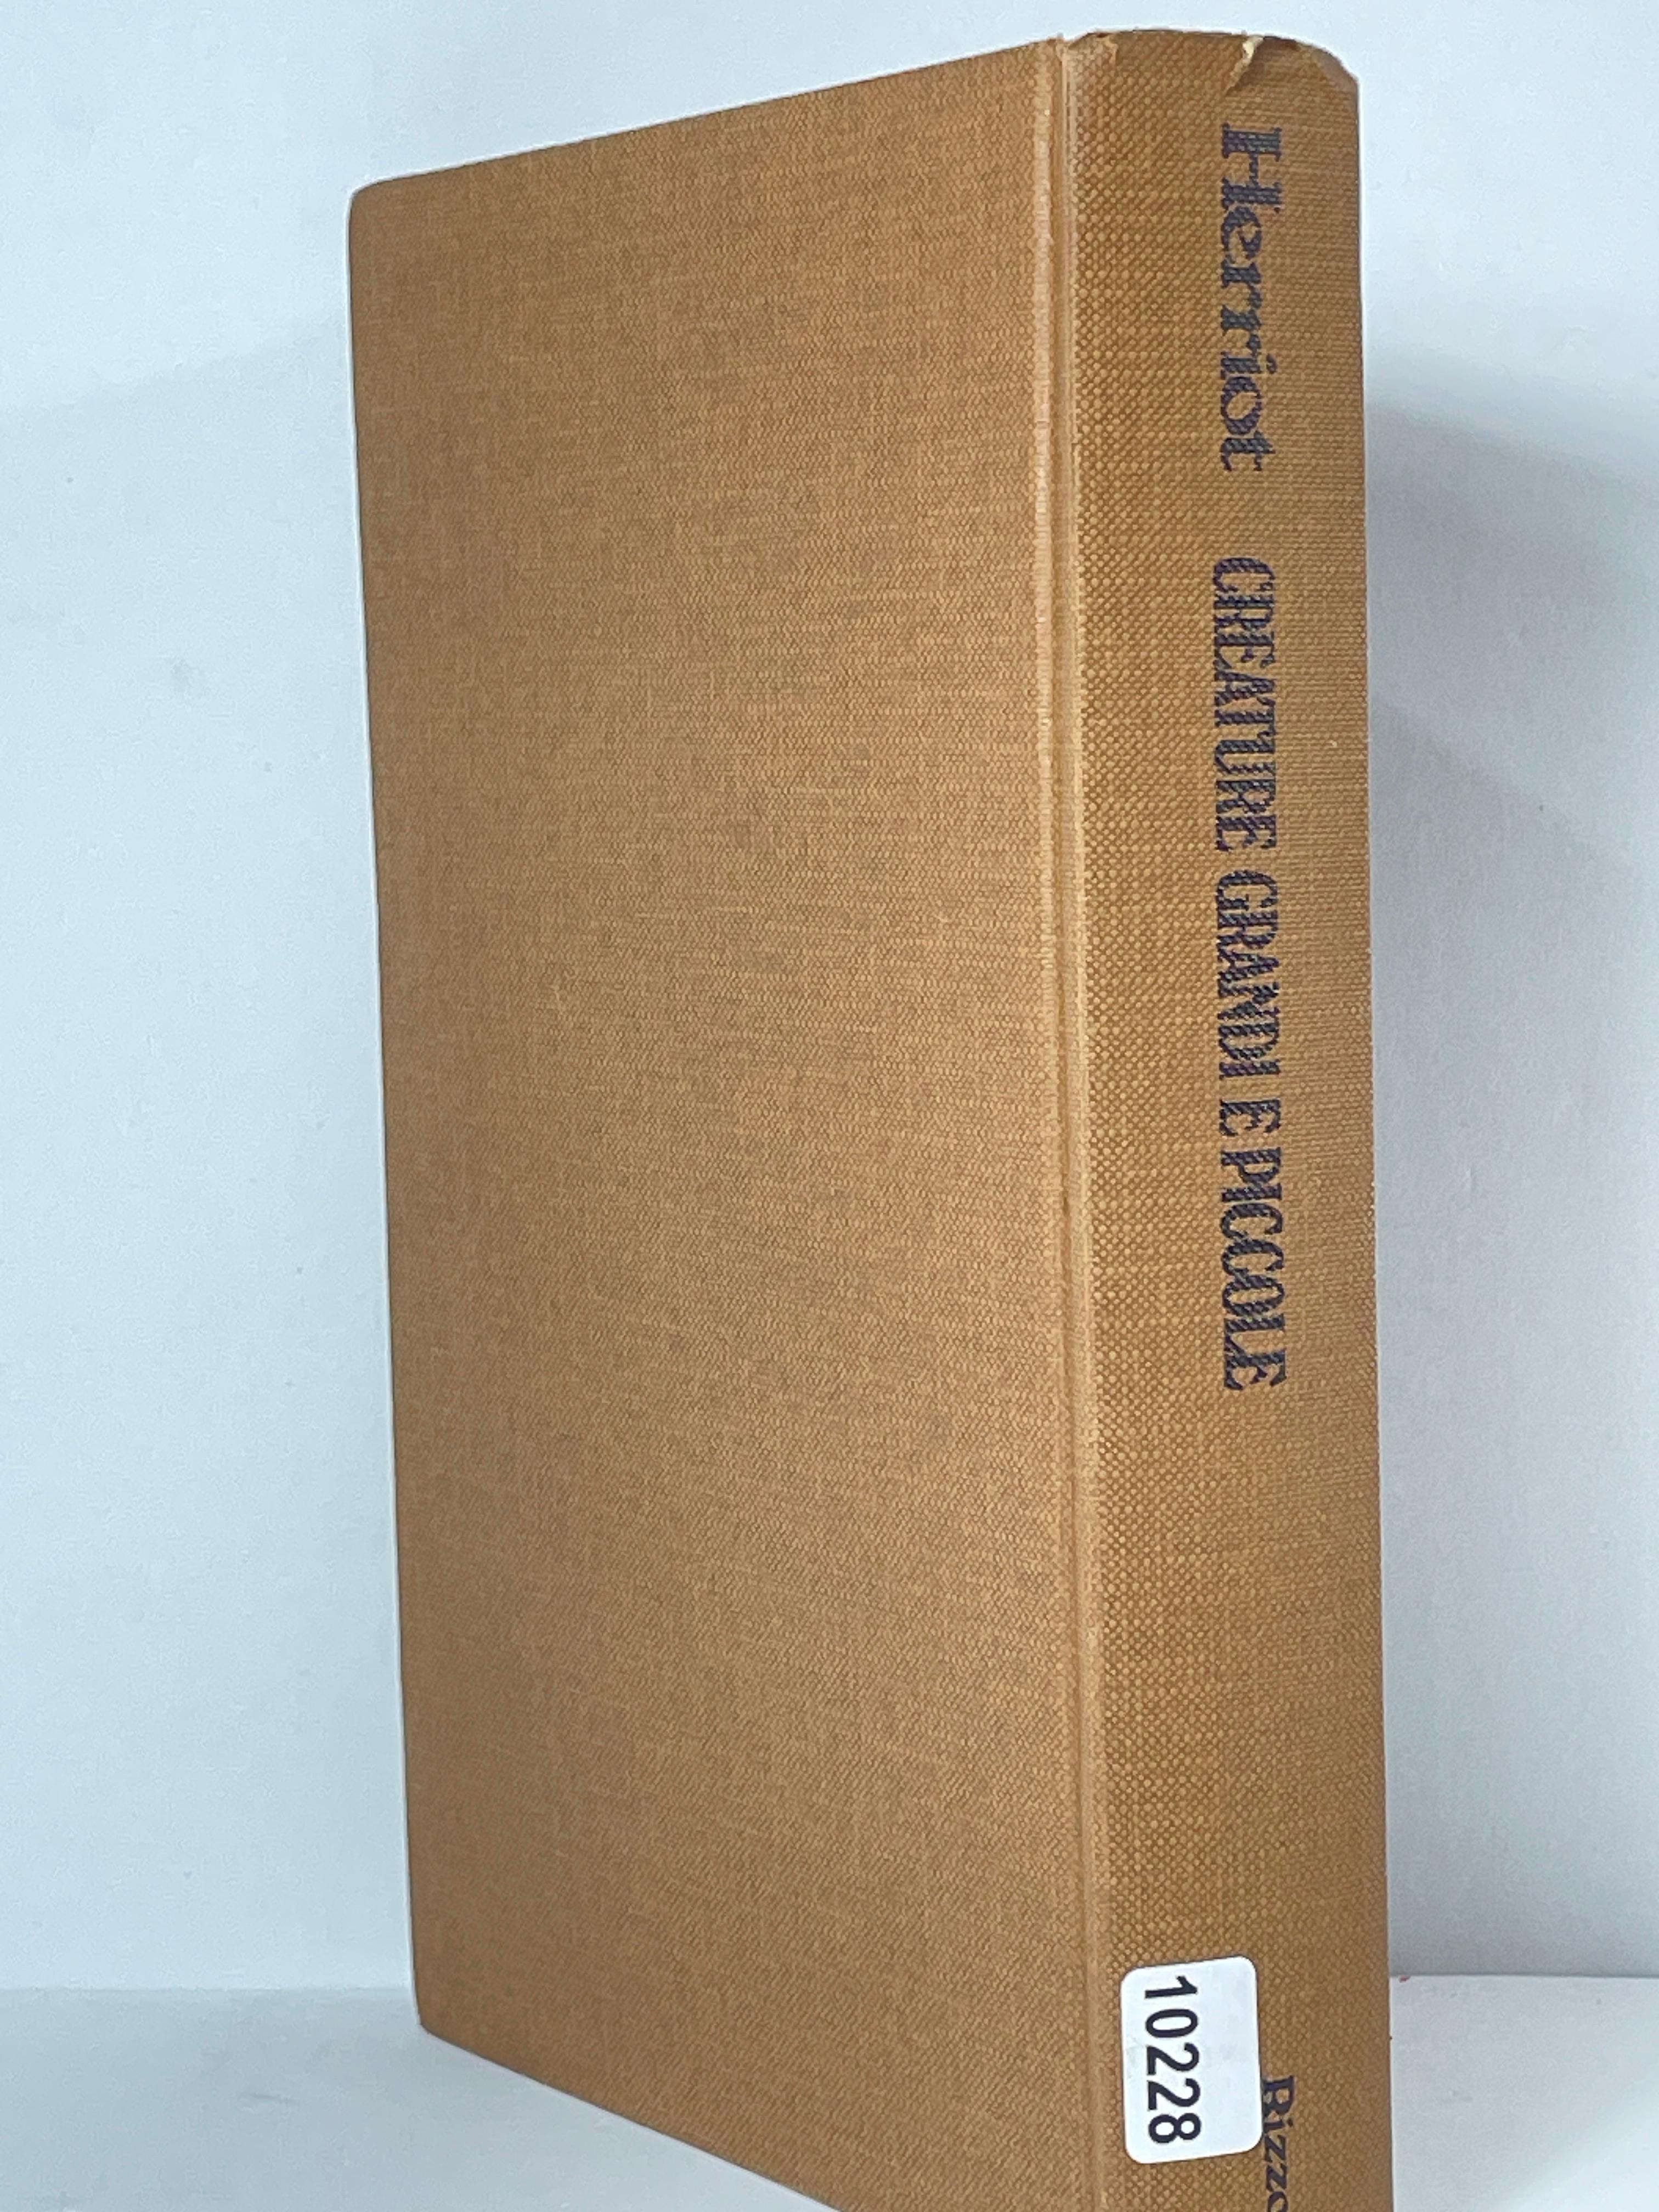 Herriot
CREATURE GRANDI E PICCOLE
10228
Rizzo